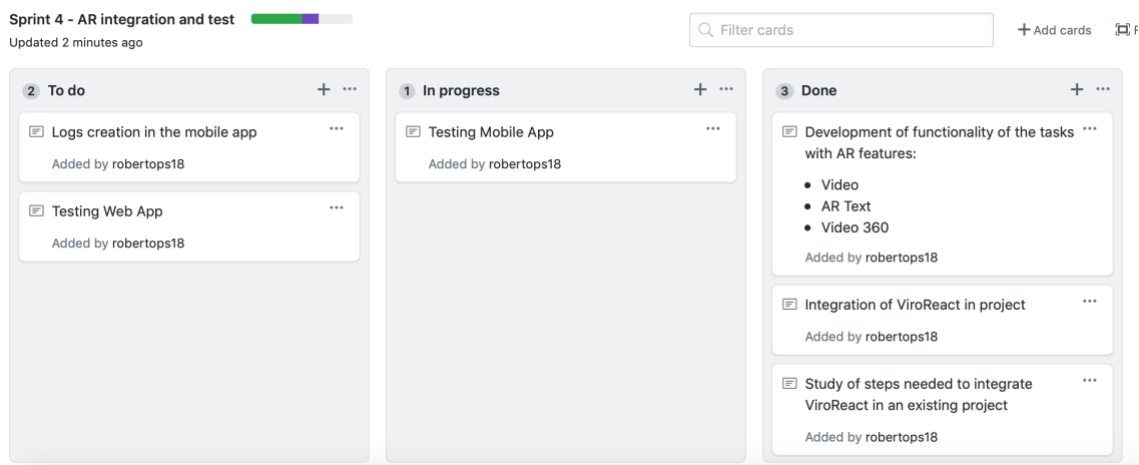 Sprint 4 - AR integration and test
Updated 2 minutes ago
Filter cards
Add cards
2 To do
Logs creation in the mobile app
Added by robertops18
Testing Web App
Added by robertops18
1 In progress
Testing Mobile App
Added by robertops18
3 Done
Development of functionality of the tasks
with AR features:
Video
AR Text
Video 360
Added by robertops18
Integration of ViroReact in project
Added by robertops18
Study of steps needed to integrate
ViroReact in an existing project
Added by robertops18